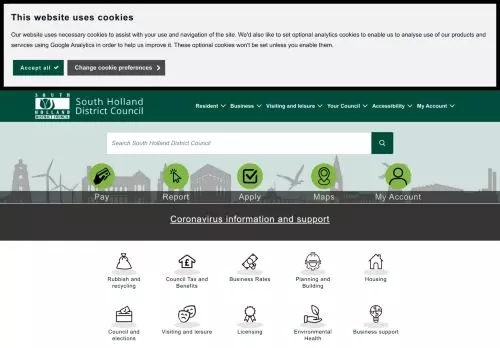 This website uses cookies
Our website uses necessary cookies to assist with your use and navigation of the site. We'd also like to set optional analytics cookies to enable us to analyse use of our products and
services using Google Analytics in order to help us improve it. These optional cookies won't be set unless you enable them.
Accept all
Change cookie preferences
SOUTH
HOLLAND
DISTRICT COUNCIL
South Holland
District Council
Resident
Business
Visiting and leisure
Your Council
Accessibility
My Account
Search South Holland District Council
Pay
Report
Apply
Maps
My Account
Coronavirus information and support
Rubbish and
recycling
Council Tax and
Benefits
Business Rates
Planning and
Building
Housing
Council and
elections
Visiting and leisure
Licensing
Environmental
Health
Business support